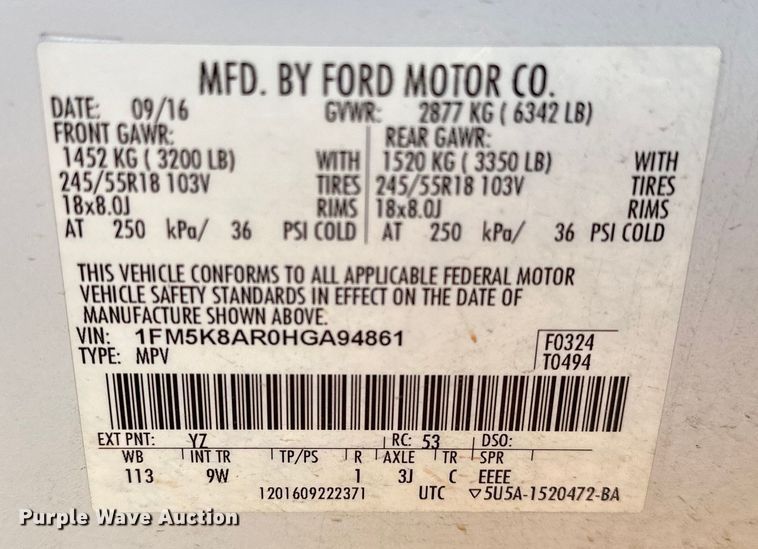 MFD. BY FORD MOTOR CO.
DATE: 09/16 GVWR: 2877 KG ( 6342 LB)
FRONT GAWR: REAR GAWR:
1452 KG ( 3200 LB) WITH 1520 KG ( 3350 LB) WITH
245/55R18 103V TIRES 245/55R18 103V TIRES
18x8.0J RIMS 18x8.0J RIMS
AT 250 kPa/ 36 PSI COLD AT 250 kPa/ 36 PSI COLD
THIS VEHICLE CONFORMS TO ALL APPLICABLE FEDERAL MOTOR
VEHICLE SAFETY STANDARDS IN EFFECT ON THE DATE OF
MANUFACTURE SHOWN ABOVE.
VIN: 1FM5K8AR0HGA94861 F0324
TYPE: MPV T0494
EXT PNT: YZ RC: 53 DSO:
WB INT TR TP/PS R AXLE TR SPR
113 9W 1 3J C EEEE
1201609222371 UTC ▽5U5A-1520472-BA
Purple Wave Auction